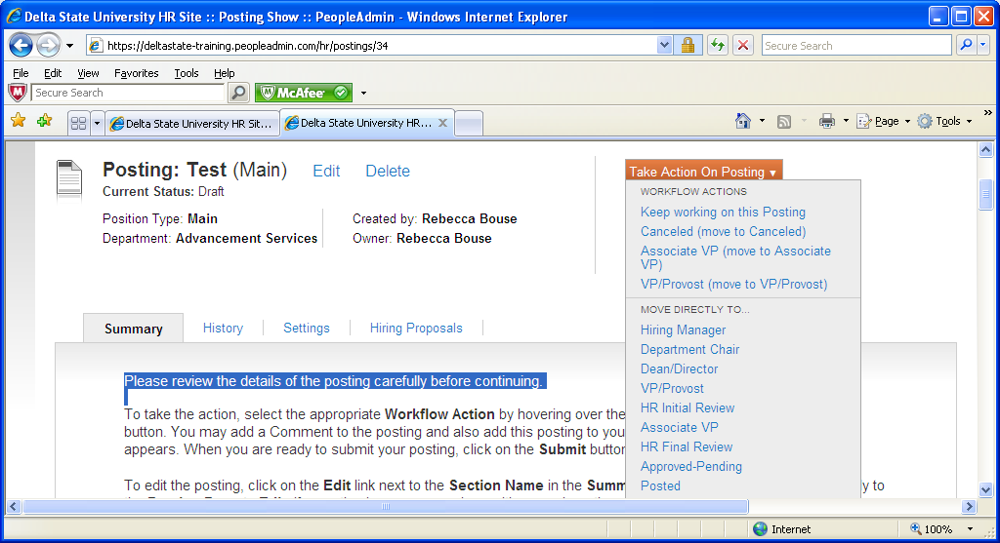 Delta State University HR Site :: Posting Show :: PeopleAdmin - Windows Internet Explorer
https://deltastate-training.peopleadmin.com/hr/postings/34
Secure Search
File Edit View Favorites Tools Help
Secure Search
McAfee
Delta State University HR Sit...
Delta State University HR...
Page
Tools
Posting: Test (Main) Edit Delete
Current Status: Draft
Position Type: Main
Department: Advancement Services
Created by: Rebecca Bouse
Owner: Rebecca Bouse
Take Action On Posting ▼
WORKFLOW ACTIONS
Keep working on this Posting
Canceled (move to Canceled)
Associate VP (move to Associate
VP)
VP/Provost (move to VP/Provost)
MOVE DIRECTLY TO...
Hiring Manager
Department Chair
Dean/Director
VP/Provost
HR Initial Review
Associate VP
HR Final Review
Approved-Pending
Posted
Summary History Settings Hiring Proposals
Please review the details of the posting carefully before continuing.
To take the action, select the appropriate Workflow Action by hovering over the
button. You may add a Comment to the posting and also add this posting to you
appears. When you are ready to submit your posting, click on the Submit button
To edit the posting, click on the Edit link next to the Section Name in the Summ
ly to
Internet
100%